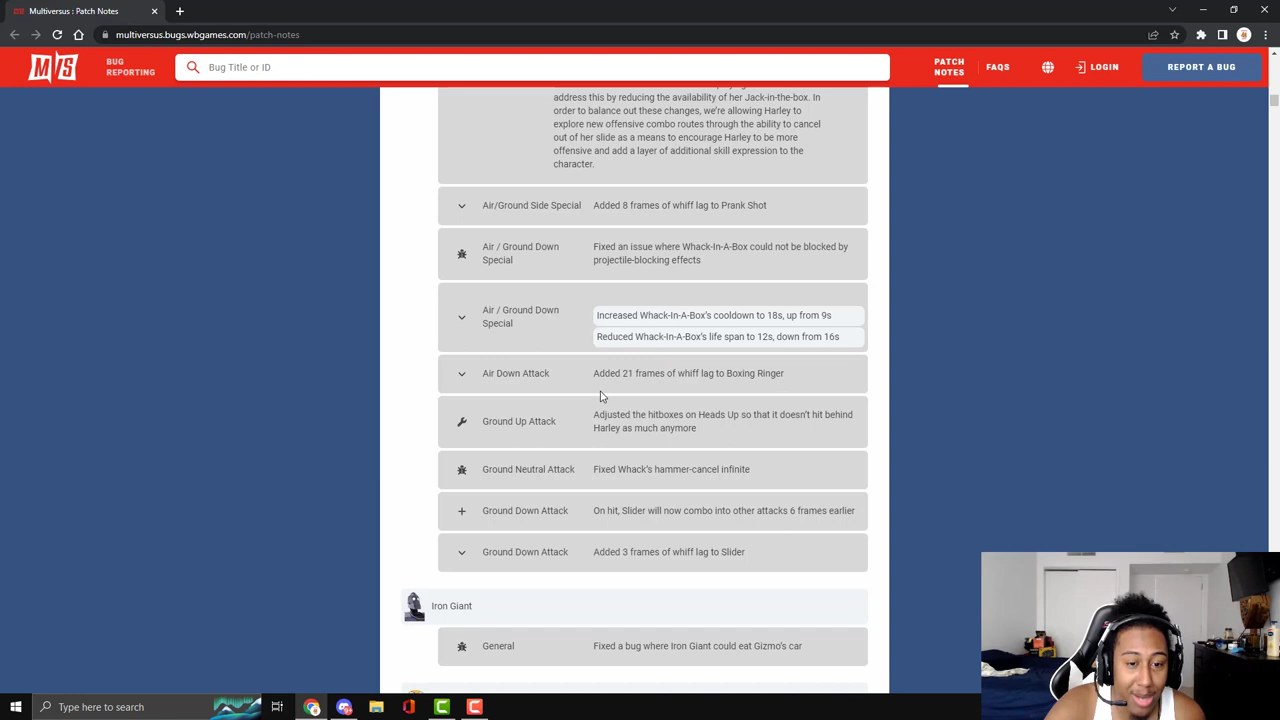 Multiversus : Patch Notes
multiversus.bugs.wbgames.com/patch-notes
M/S
BUG
REPORTING
Bug Title or ID
PATCH
NOTES
FAQS
LOGIN
REPORT A BUG
address this by reducing the availability of her Jack-in-the-box. In
order to balance out these changes, we're allowing Harley to
explore new offensive combo routes through the ability to cancel
out of her slide as a means to encourage Harley to be more
offensive and add a layer of additional skill expression to the
character.
Air/Ground Side Special
Added 8 frames of whiff lag to Prank Shot
Air / Ground Down
Special
Fixed an issue where Whack-In-A-Box could not be blocked by
projectile-blocking effects
Air / Ground Down
Special
Increased Whack-In-A-Box's cooldown to 18s, up from 9s
Reduced Whack-In-A-Box's life span to 12s, down from 16s
Air Down Attack
Added 21 frames of whiff lag to Boxing Ringer
Ground Up Attack
Adjusted the hitboxes on Heads Up so that it doesn't hit behind
Harley as much anymore
Ground Neutral Attack
Fixed Whack's hammer-cancel infinite
Ground Down Attack
On hit, Slider will now combo into other attacks 6 frames earlier
Ground Down Attack
Added 3 frames of whiff lag to Slider
Iron Giant
General
Fixed a bug where Iron Giant could eat Gizmo's car
Type here to search